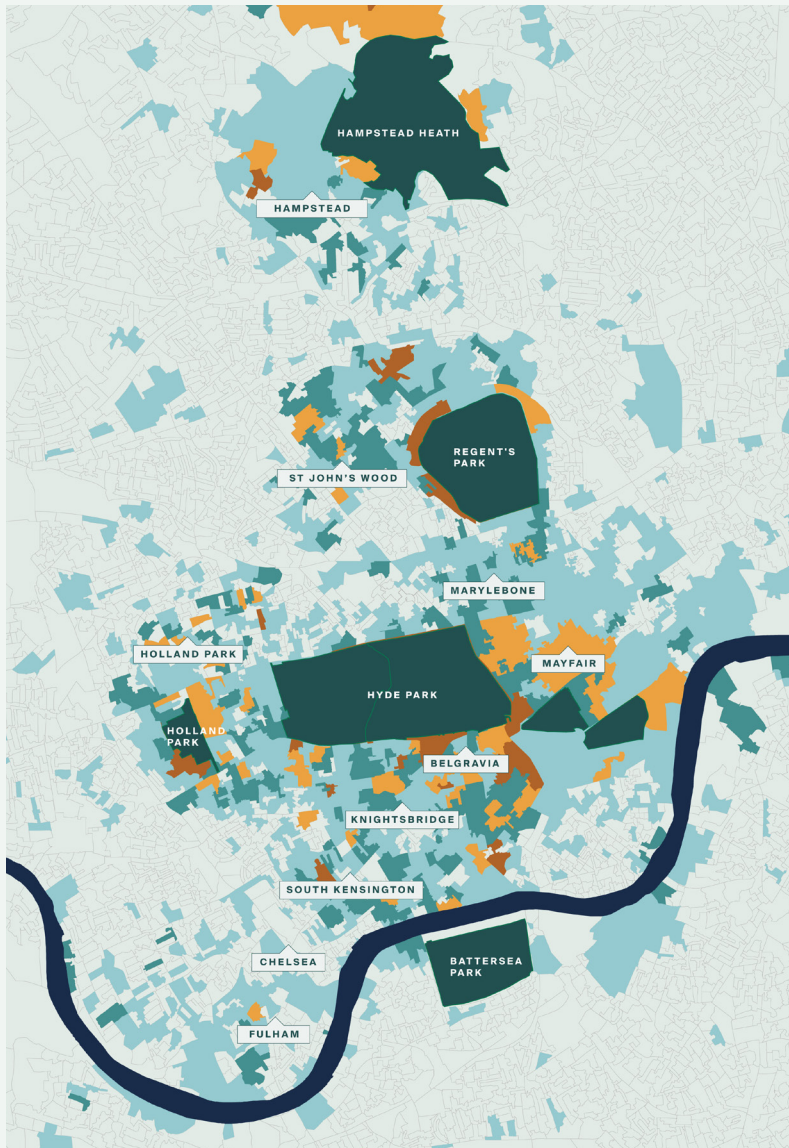 HAMPSTEAD HEATH
HAMPSTEAD
REGENT'S
PARK
ST JOHN'S WOOD
MARYLEBONE
HOLLAND PARK
MAYFAIR
HYDE PARK
HOLLAND
PARK
BELGRAVIA
KNIGHTSBRIDGE
SOUTH KENSINGTON
CHELSEA
BATTERSEA
PARK
FULHAM